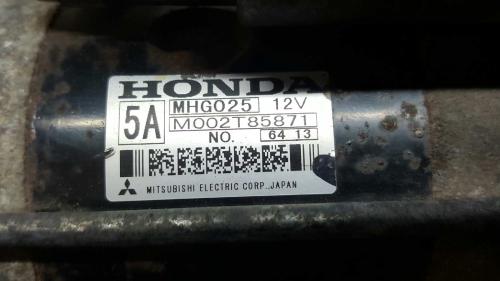 HONDA
5A MHG025 12V
M002T85871
NO. 64 13
MITSUBISHI ELECTRIC CORP., JAPAN